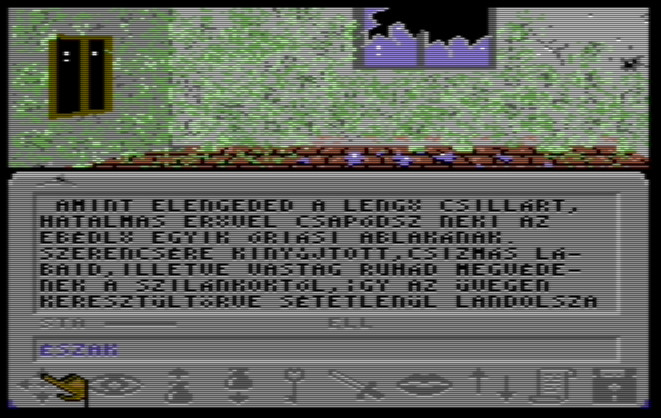 AMINT ELENGEDED A LENGŐ CSILLÁRT,
HATALMAS ERŐVEL CSAPÓDSZ NEKI AZ
EBÉDLŐ EGYIK ÓRIÁSI ABLAKÁNAK.
SZERENCSÉRE KINYÚJTOTT,CSIZMÁS LÁ-
BAID,ILLETVE VASTAG RUHÁD MEGVÉDE-
NEK A SZILÁNKOKTÓL,ÍGY AZ ÜVEGEN
KERESZTÜLTÖRVE SÉTETLENÜL LANDOLSZA
STA ELL
ÉSZAK